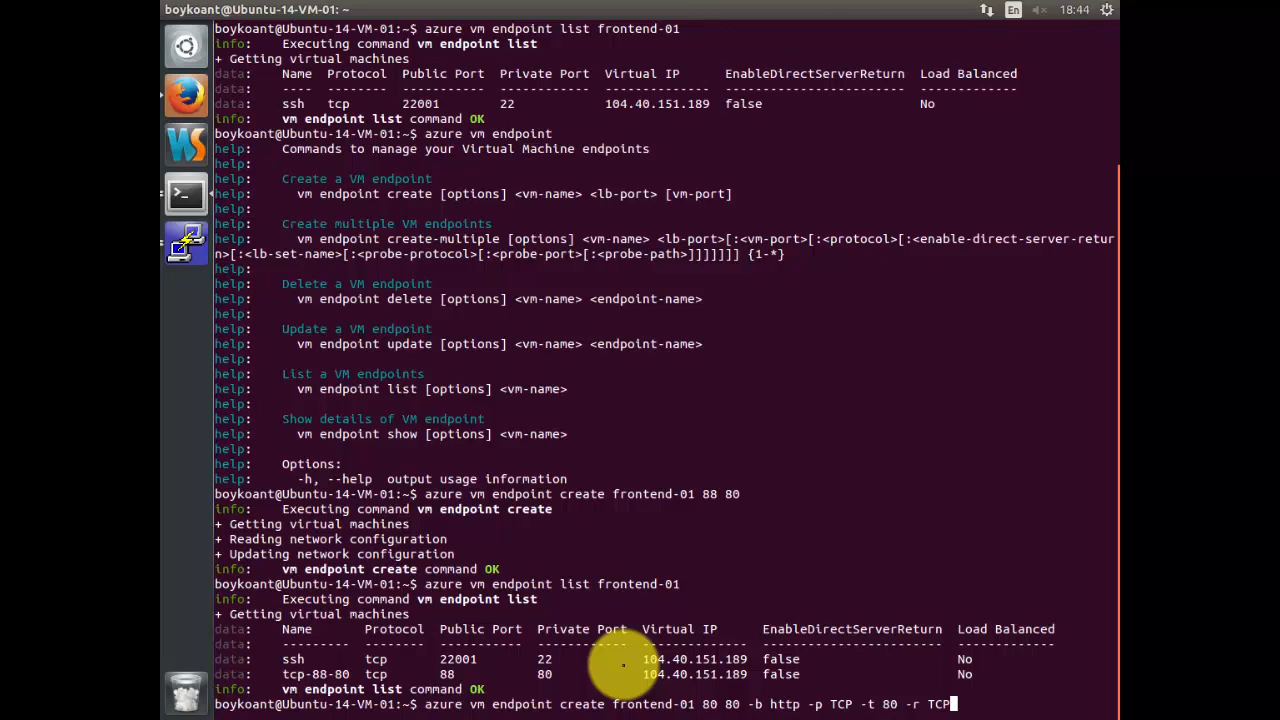 boykoant@Ubuntu-14-VM-01: ~ En 18:44
boykoant@Ubuntu-14-VM-01:~$ azure vm endpoint list frontend-01
info: Executing command vm endpoint list
+ Getting virtual machines
data: Name Protocol Public Port Private Port Virtual IP EnableDirectServerReturn Load Balanced
data: ---- -------- ----------- ------------ -------------- ------------------------ -------------
data: ssh tcp 22001 22 104.40.151.189 false No
info: vm endpoint list command OK
boykoant@Ubuntu-14-VM-01:~$ azure vm endpoint
help: Commands to manage your Virtual Machine endpoints
help:
help: Create a VM endpoint
help: vm endpoint create [options] <vm-name> <lb-port> [vm-port]
help:
help: Create multiple VM endpoints
help: vm endpoint create-multiple [options] <vm-name> <lb-port>[:<vm-port>[:<protocol>[:<enable-direct-server-retur
n>[:<lb-set-name>[:<probe-protocol>[:<probe-port>[:<probe-path>]]]]]]] {1-*}
help:
help: Delete a VM endpoint
help: vm endpoint delete [options] <vm-name> <endpoint-name>
help:
help: Update a VM endpoint
help: vm endpoint update [options] <vm-name> <endpoint-name>
help:
help: List a VM endpoints
help: vm endpoint list [options] <vm-name>
help:
help: Show details of VM endpoint
help: vm endpoint show [options] <vm-name>
help:
help: Options:
help: -h, --help output usage information
boykoant@Ubuntu-14-VM-01:~$ azure vm endpoint create frontend-01 88 80
info: Executing command vm endpoint create
+ Getting virtual machines
+ Reading network configuration
+ Updating network configuration
info: vm endpoint create command OK
boykoant@Ubuntu-14-VM-01:~$ azure vm endpoint list frontend-01
info: Executing command vm endpoint list
+ Getting virtual machines
data: Name Protocol Public Port Private Port Virtual IP EnableDirectServerReturn Load Balanced
data: --------- -------- ----------- ------------ -------------- ------------------------ -------------
data: ssh tcp 22001 22 104.40.151.189 false No
data: tcp-88-80 tcp 88 80 104.40.151.189 false No
info: vm endpoint list command OK
boykoant@Ubuntu-14-VM-01:~$ azure vm endpoint create frontend-01 80 80 -b http -p TCP -t 80 -r TCP